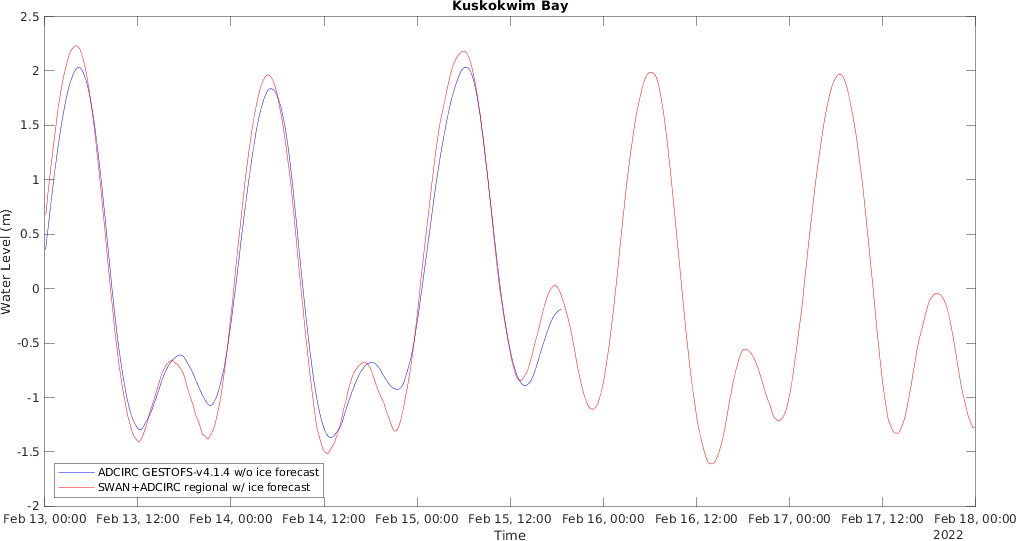 Kuskokwim Bay
2.5
2
1.5
1
0.5
0
-0.5
-1
-1.5
-2
Water Level (m)
ADCIRC GESTOFS-v4.1.4 w/o ice forecast
SWAN+ADCIRC regional w/ ice forecast
Feb 13, 00:00 Feb 13, 12:00 Feb 14, 00:00 Feb 14, 12:00 Feb 15, 00:00 Feb 15, 12:00 Feb 16, 00:00 Feb 16, 12:00 Feb 17, 00:00 Feb 17, 12:00 Feb 18, 00:00
Time
2022